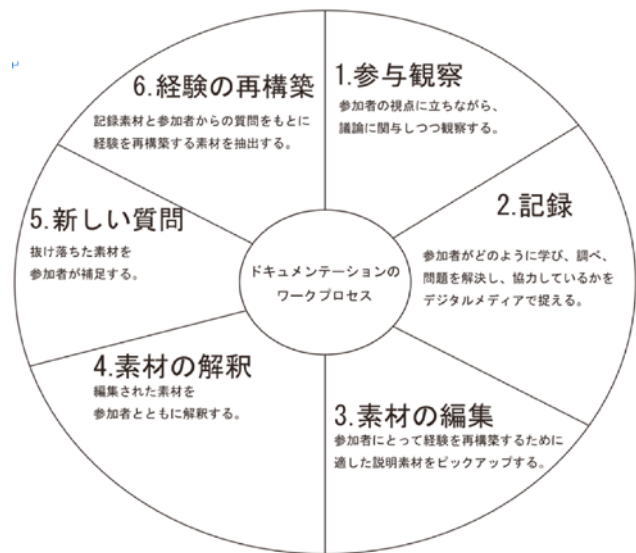 1.参与観察
参加者の視点に立ちながら、
議論に関与しつつ観察する。
2.記録
参加者がどのように学び、調べ、
問題を解決し、協力しているかを
デジタルメディアで捉える。
3.素材の編集
参加者にとって経験を再構築するために
適した説明素材をピックアップする。
4.素材の解釈
編集された素材を
参加者とともに解釈する。
5.新しい質問
抜け落ちた素材を
参加者が補足する。
6.経験の再構築
記録素材と参加者からの質問をもとに
経験を再構築する素材を抽出する。
ドキュメンテーションの
ワークプロセス